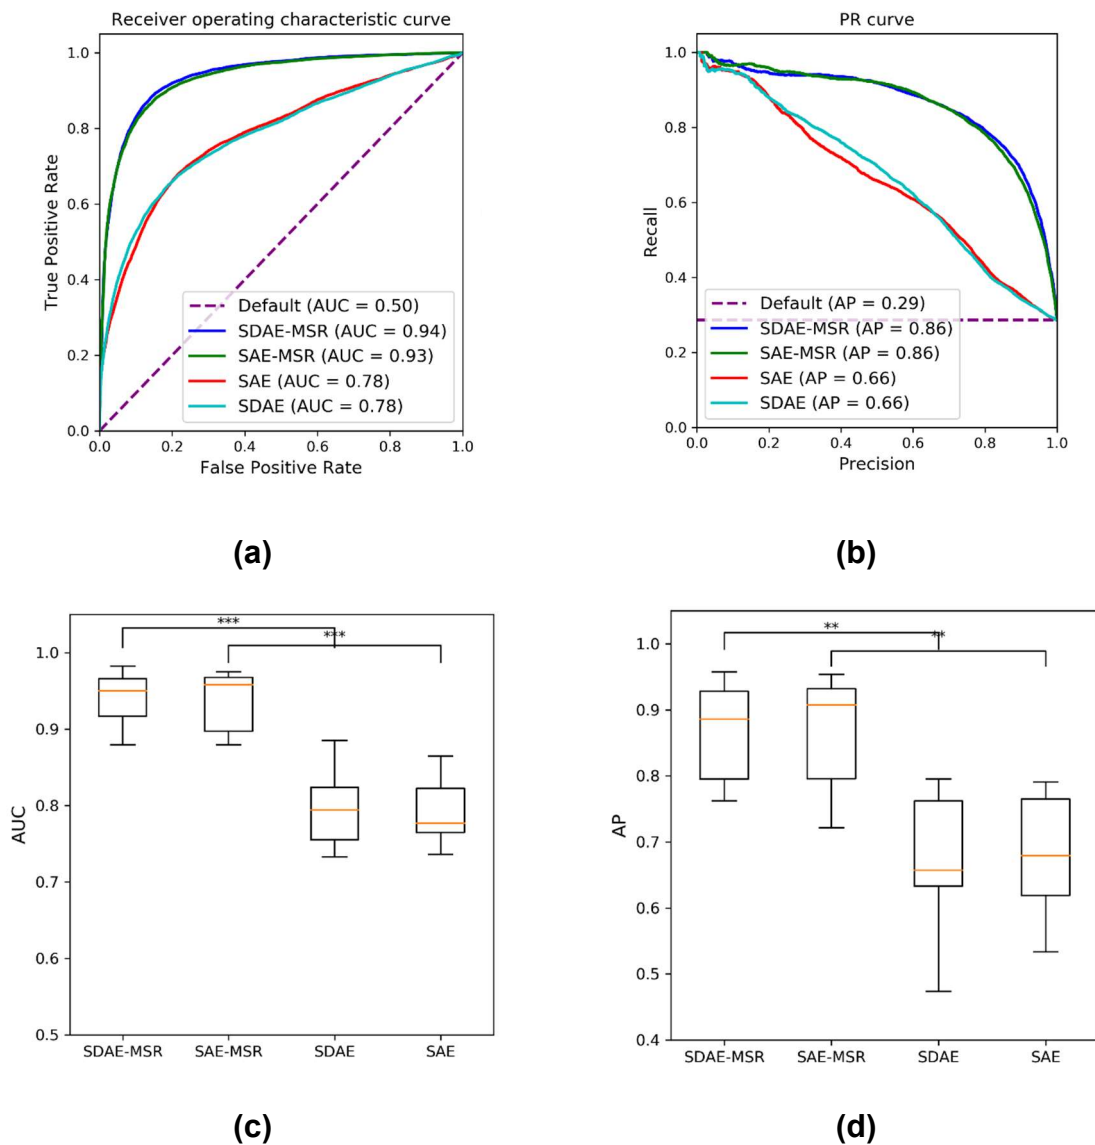 Receiver operating characteristic curve
True Positive Rate
1.0
0.8
0.6
0.4
0.2
0.0
Default (AUC = 0.50)
SDAE-MSR (AUC = 0.94)
SAE-MSR (AUC = 0.93)
SAE (AUC = 0.78)
SDAE (AUC = 0.78)
0.0 0.2 0.4 0.6 0.8 1.0
False Positive Rate
(a)
PR curve
Recall
1.0
0.8
0.6
0.4
0.2
0.0
Default (AP = 0.29)
SDAE-MSR (AP = 0.86)
SAE-MSR (AP = 0.86)
SAE (AP = 0.66)
SDAE (AP = 0.66)
0.0 0.2 0.4 0.6 0.8 1.0
Precision
(b)
AUC
1.0
0.9
0.8
0.7
0.6
0.5
***
***
SDAE-MSR SAE-MSR SDAE SAE
(c)
AP
1.0
0.9
0.8
0.7
0.6
0.5
0.4
**
**
SDAE-MSR SAE-MSR SDAE SAE
(d)